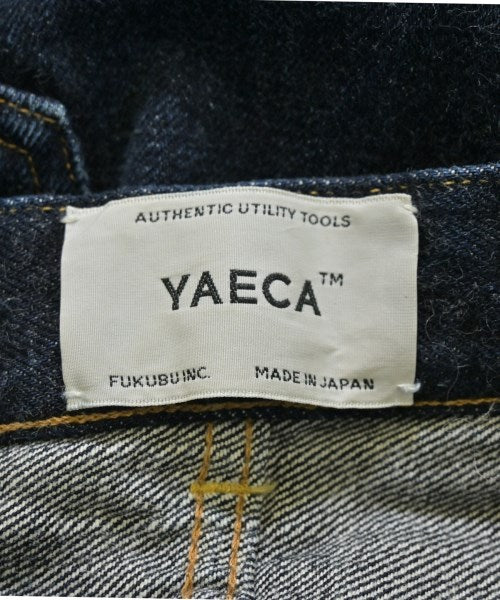 AUTHENTIC UTILITY TOOLS
YAECA™
FUKUBU INC. MADE IN JAPAN